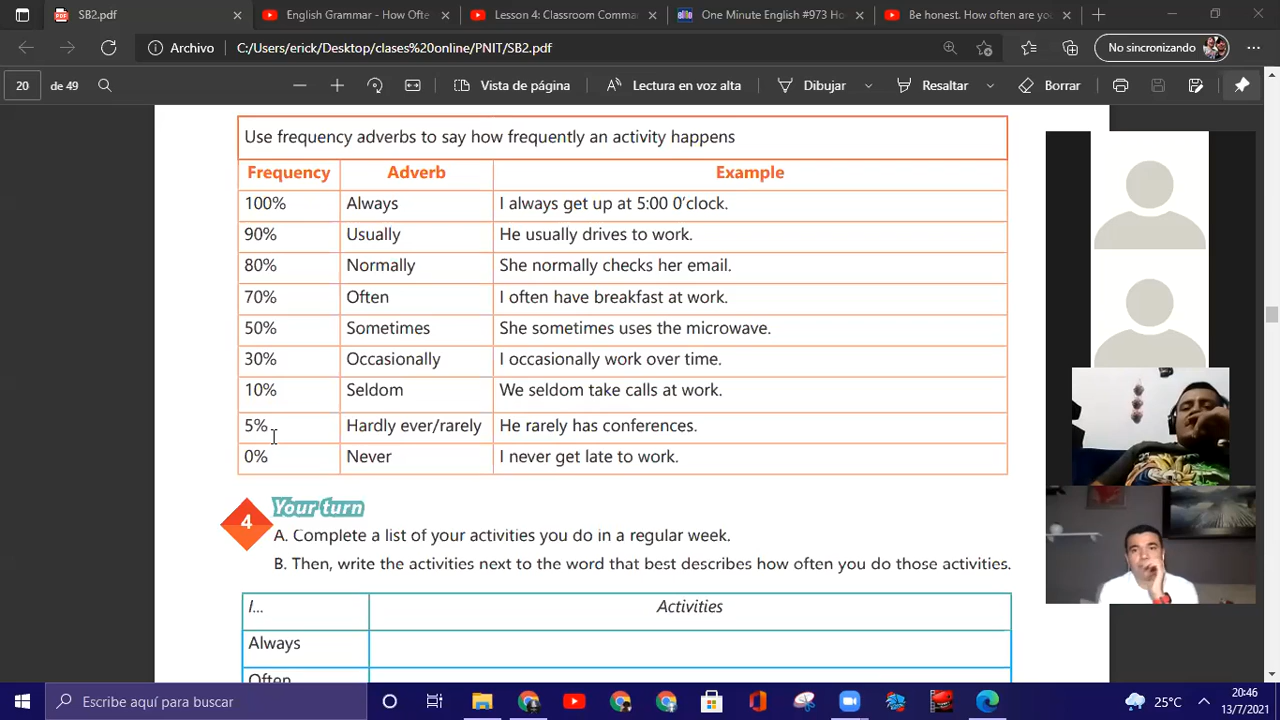 SB2.pdf
English Grammar - How Ofte
Lesson 4: Classroom Comma
One Minute English #973 Ho
Be honest. How often are yo
Archivo
C:/Users/erick/Desktop/clases%20online/PNIT/SB2.pdf
No sincronizando
20 de 49
Vista de página
Lectura en voz alta
Dibujar
Resaltar
Borrar
Use frequency adverbs to say how frequently an activity happens
Frequency Adverb Example
100% Always I always get up at 5:00 0'clock.
90% Usually He usually drives to work.
80% Normally She normally checks her email.
70% Often I often have breakfast at work.
50% Sometimes She sometimes uses the microwave.
30% Occasionally I occasionally work over time.
10% Seldom We seldom take calls at work.
5% Hardly ever/rarely He rarely has conferences.
0% Never I never get late to work.
4 Your turn
A. Complete a list of your activities you do in a regular week.
B. Then, write the activities next to the word that best describes how often you do those activities.
I... Activities
Always
Often
Escribe aquí para buscar
25°C
20:46
13/7/2021